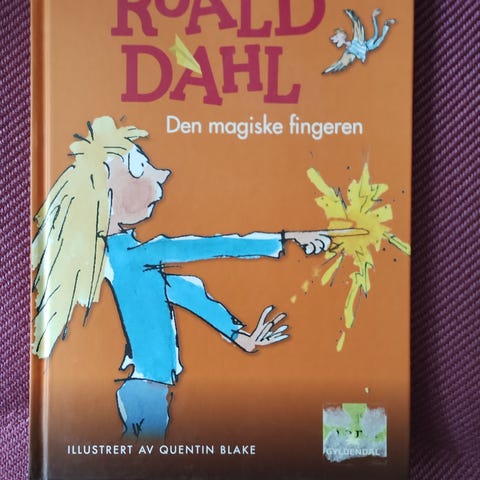 ROALD
DAHL
Den magiske fingeren
ILLUSTRERT AV QUENTIN BLAKE
GYLDENDAL